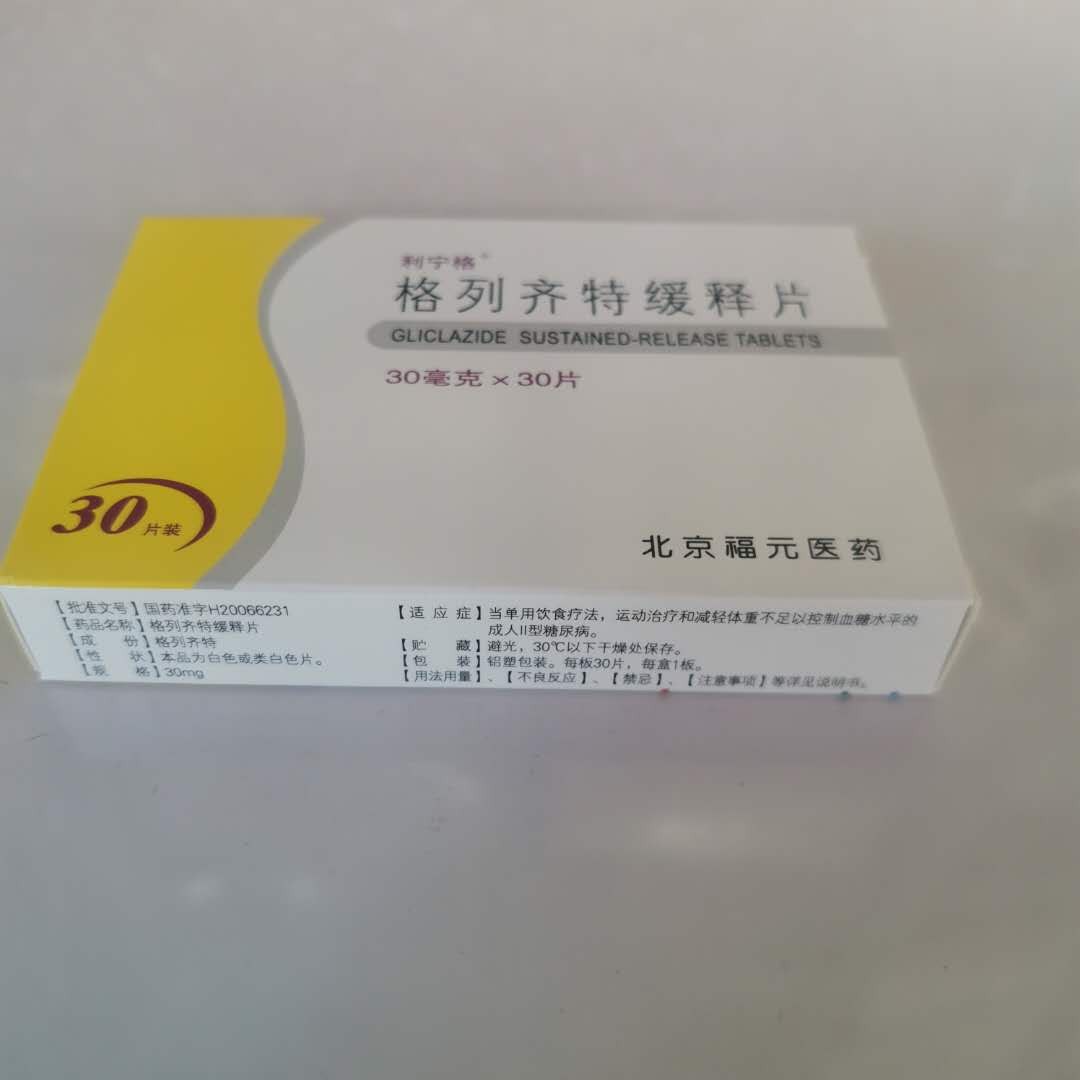 利宁格®
格列齐特缓释片
GLICLAZIDE SUSTAINED-RELEASE TABLETS
30毫克×30片
30片装
北京福元医药
【批准文号】国药准字H20066231
【药品名称】格列齐特缓释片
【成 份】格列齐特
【性 状】本品为白色或类白色片。
【规 格】30mg
【适 应 症】当单用饮食疗法，运动治疗和减轻体重不足以控制血糖水平的
成人II型糖尿病。
【贮 藏】避光，30℃以下干燥处保存。
【包 装】铝塑包装。每板30片，每盒1板。
【用法用量】、【不良反应】、【禁忌】、【注意事项】等详见说明书。